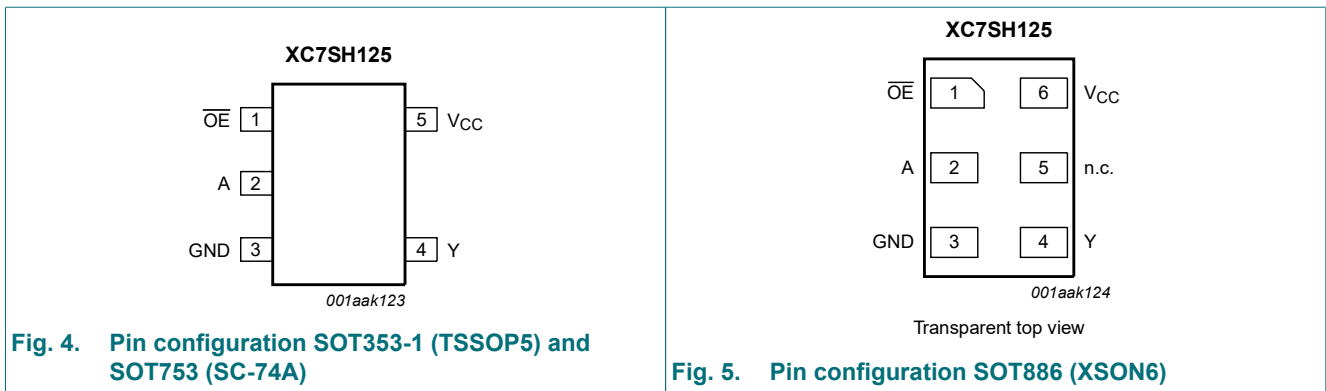 XC7SH125
O̅E̅ 1
5 VCC
A 2
GND 3
4 Y
001aak123
Fig. 4. Pin configuration SOT353-1 (TSSOP5) and
SOT753 (SC-74A)
XC7SH125
O̅E̅ 1 6 VCC
A 2 5 n.c.
GND 3 4 Y
001aak124
Transparent top view
Fig. 5. Pin configuration SOT886 (XSON6)